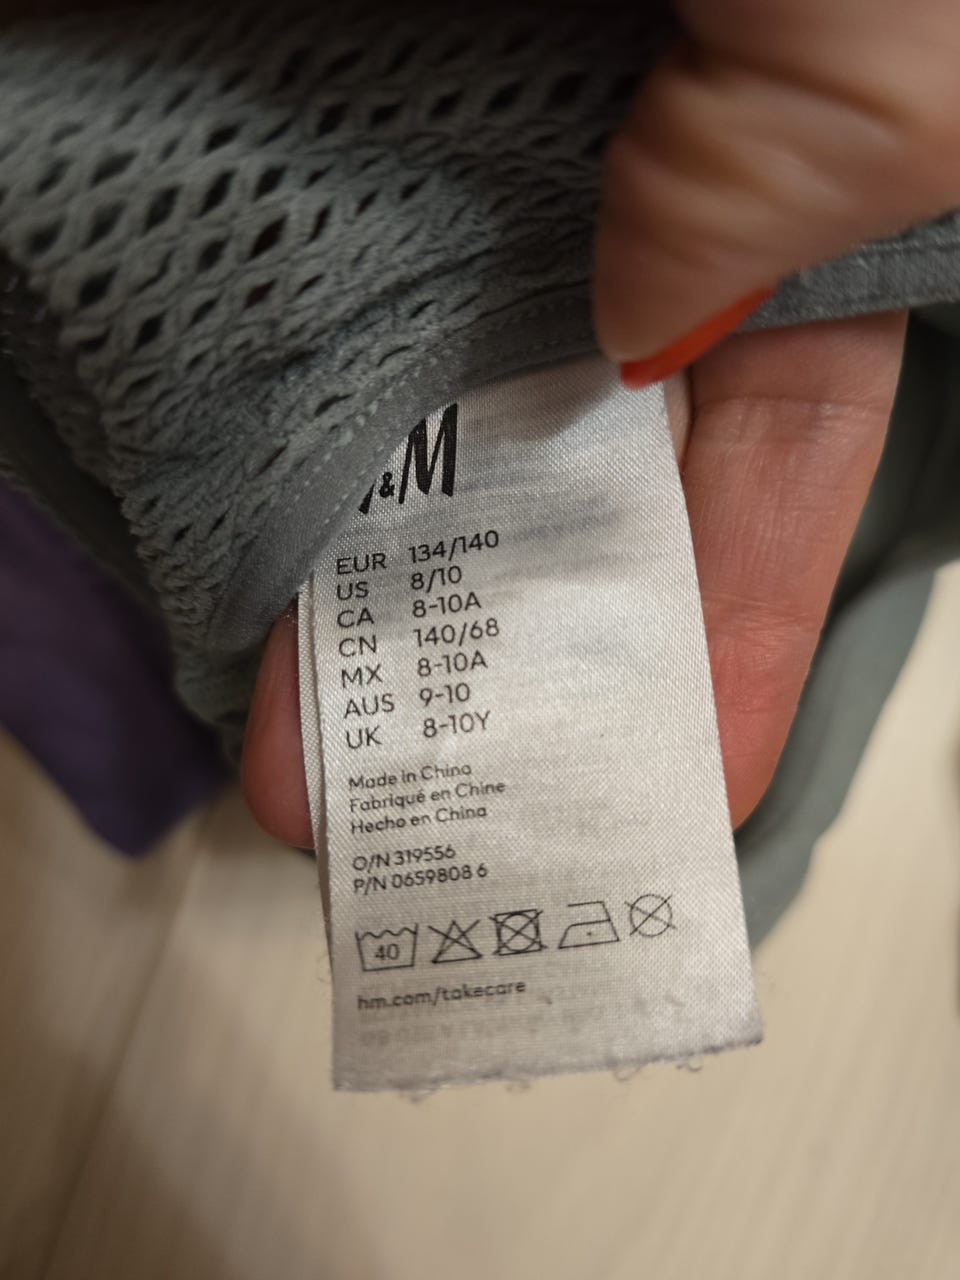 &M
EUR 134/140
US 8/10
CA 8-10A
CN 140/68
MX 8-10A
AUS 9-10
UK 8-10Y
Made in China
Fabriqué en Chine
Hecho en China
O/N 319556
P/N 0659808 6
40
hm.com/takecare